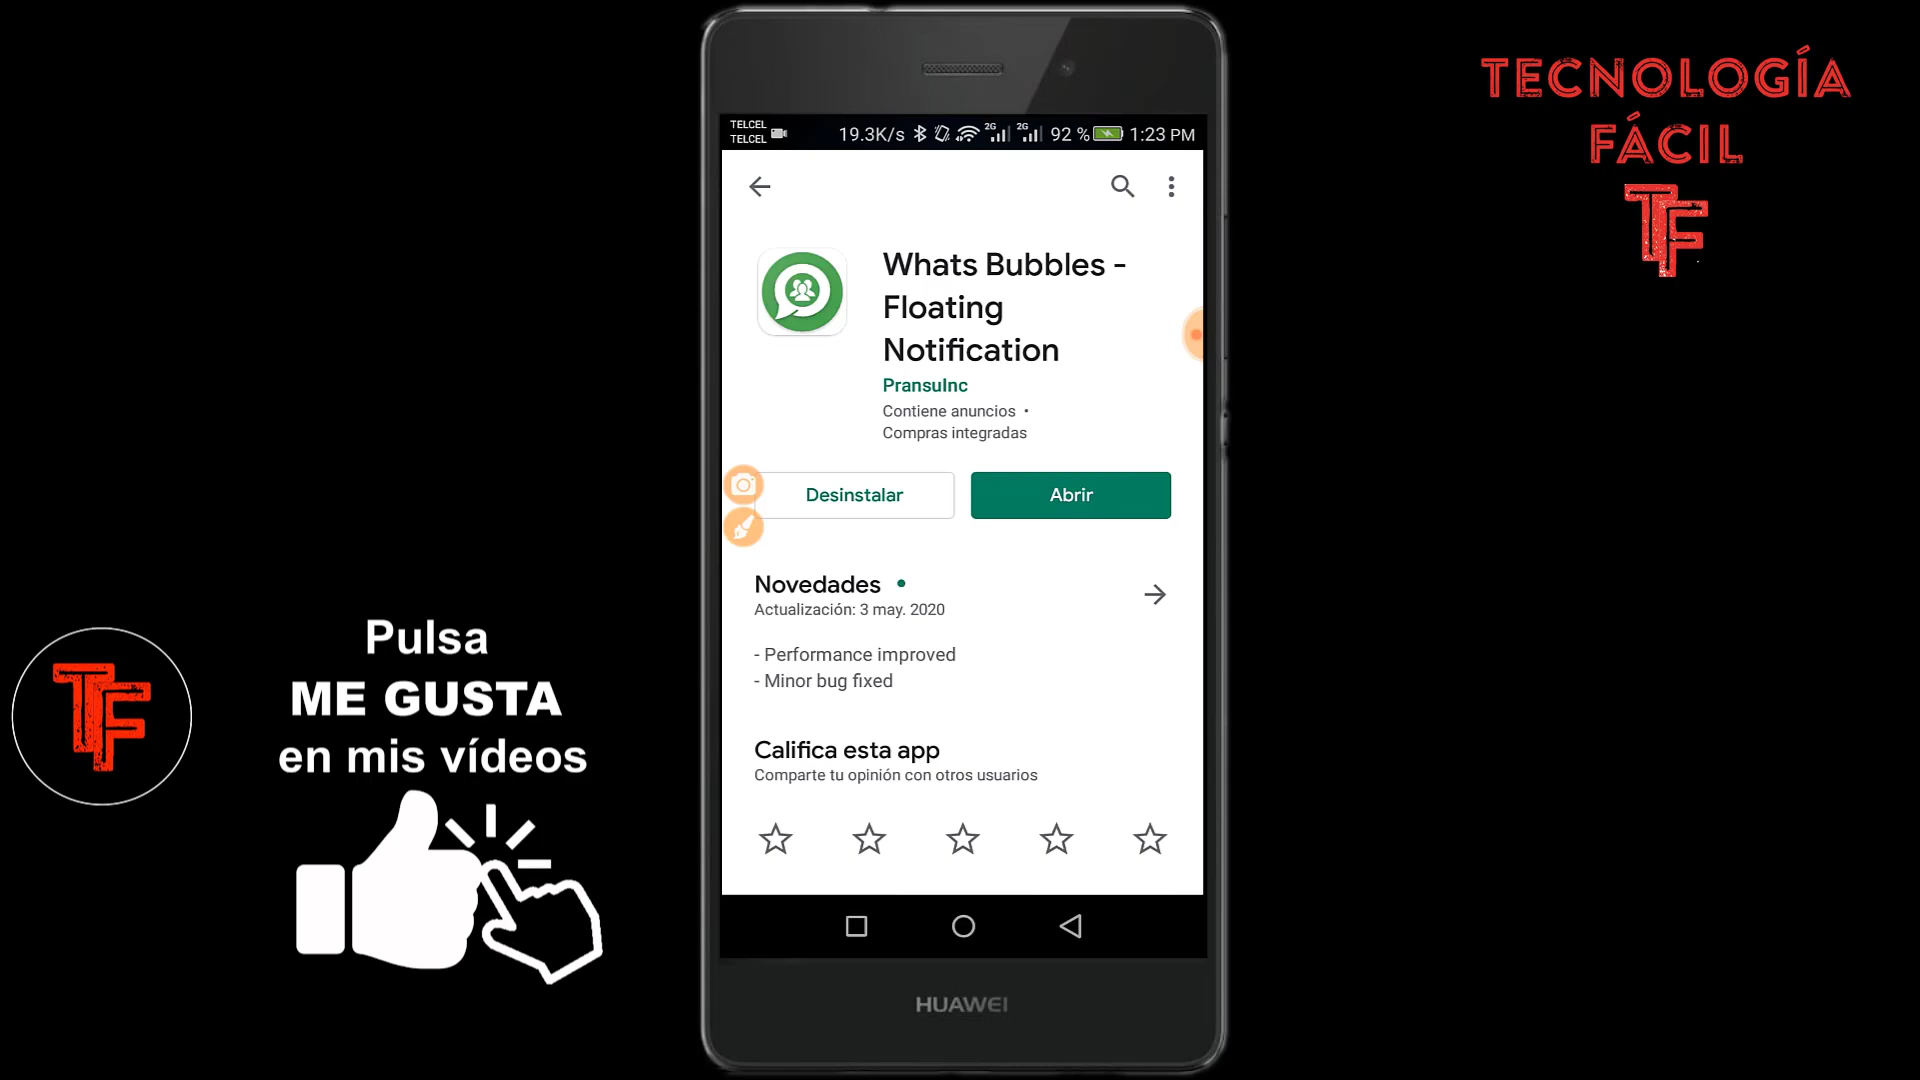 TECNOLOGÍA
FÁCIL
TF
TELCEL
TELCEL
19.3K/s 2G 2G 92 % 1:23 PM
Whats Bubbles -
Floating
Notification
PransuInc
Contiene anuncios •
Compras integradas
Desinstalar
Abrir
Novedades •
Actualización: 3 may. 2020
- Performance improved
- Minor bug fixed
Califica esta app
Comparte tu opinión con otros usuarios
HUAWEI
TF
Pulsa
ME GUSTA
en mis vídeos